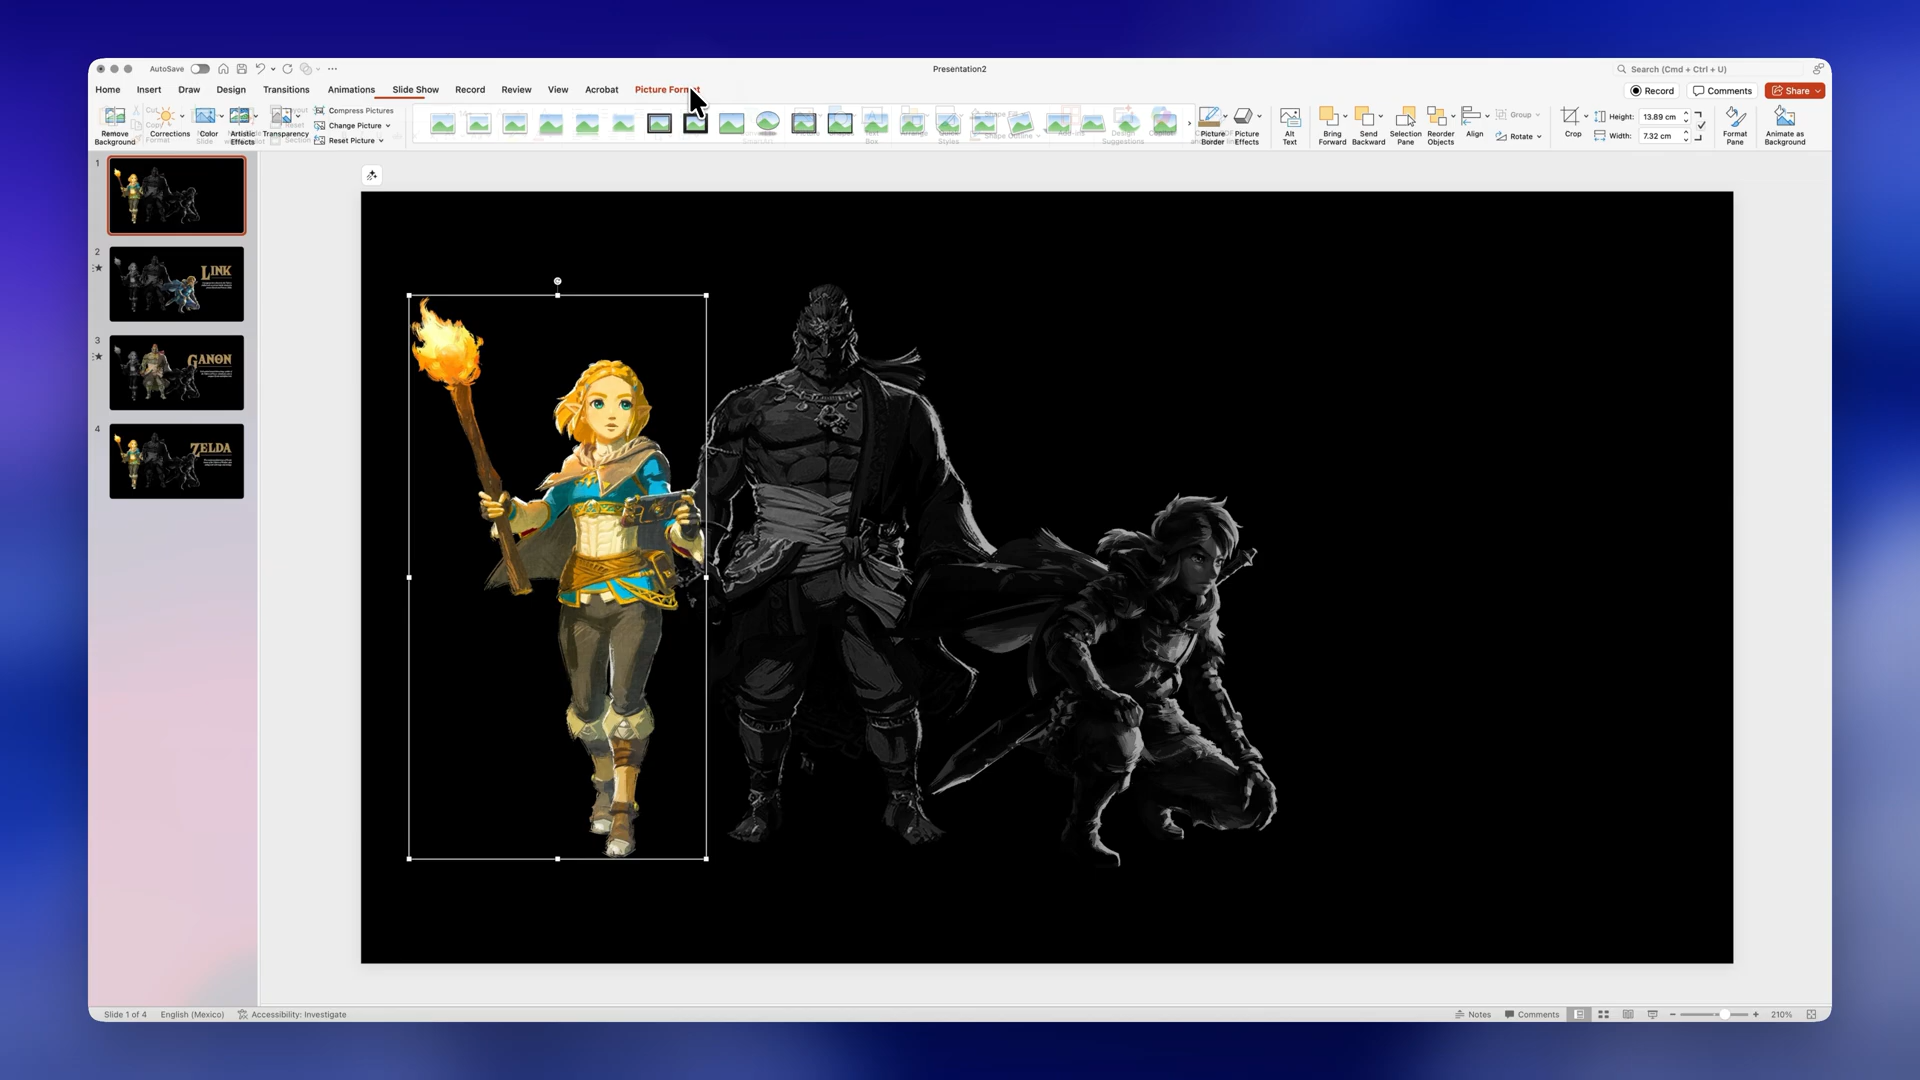 AutoSave
Presentation2
Search (Cmd + Ctrl + U)
Home Insert Draw Design Transitions Animations Slide Show Record Review View Acrobat Picture Format
Record Comments Share
Remove Background
Corrections
Color
Artistic Effects
Transparency
Compress Pictures
Change Picture
Reset Picture
Picture Border
Picture Effects
Alt Text
Bring Forward
Send Backward
Selection Pane
Reorder Objects
Align
Group
Rotate
Crop
Height: 13.89 cm
Width: 7.32 cm
Format Pane
Animate as Background
1
2
LINK
3
GANON
4
ZELDA
Slide 1 of 4 English (Mexico) Accessibility: Investigate
Notes Comments 210%